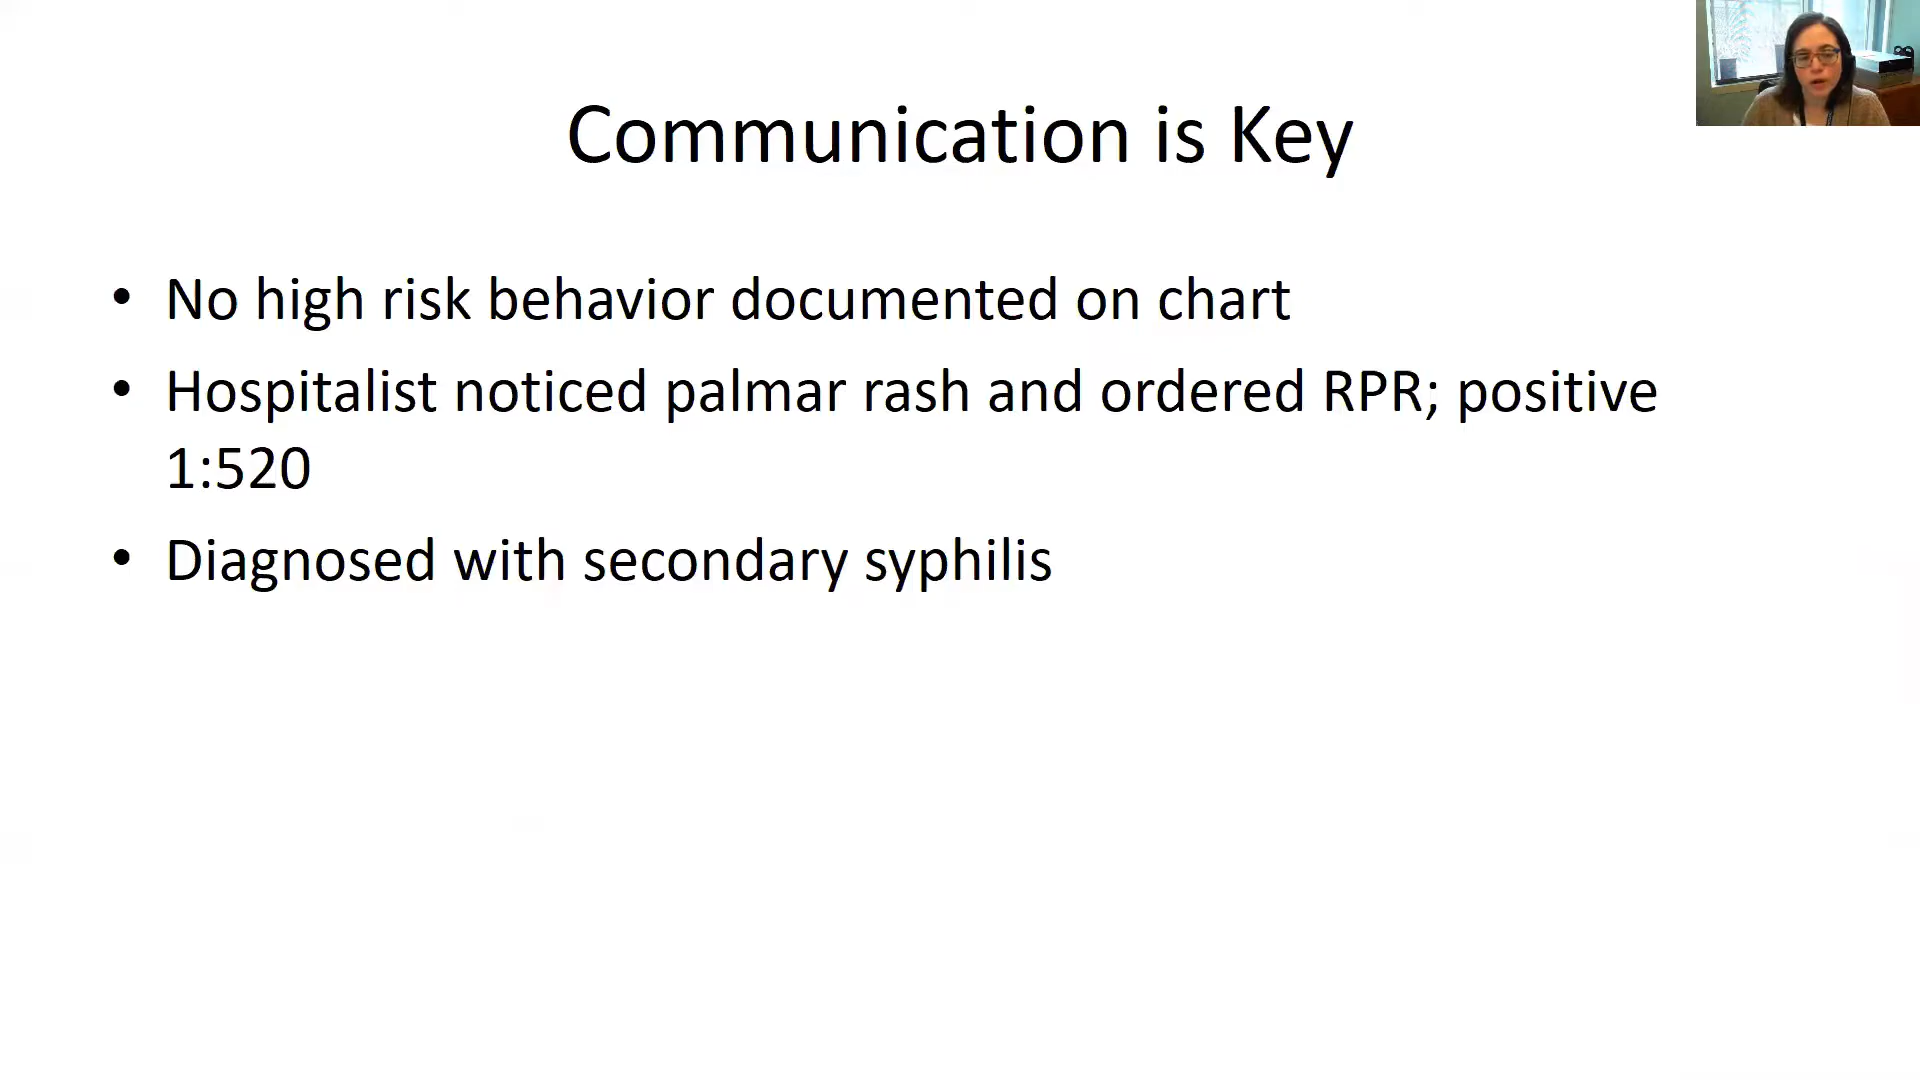 Communication is Key
• No high risk behavior documented on chart
• Hospitalist noticed palmar rash and ordered RPR; positive
1:520
• Diagnosed with secondary syphilis